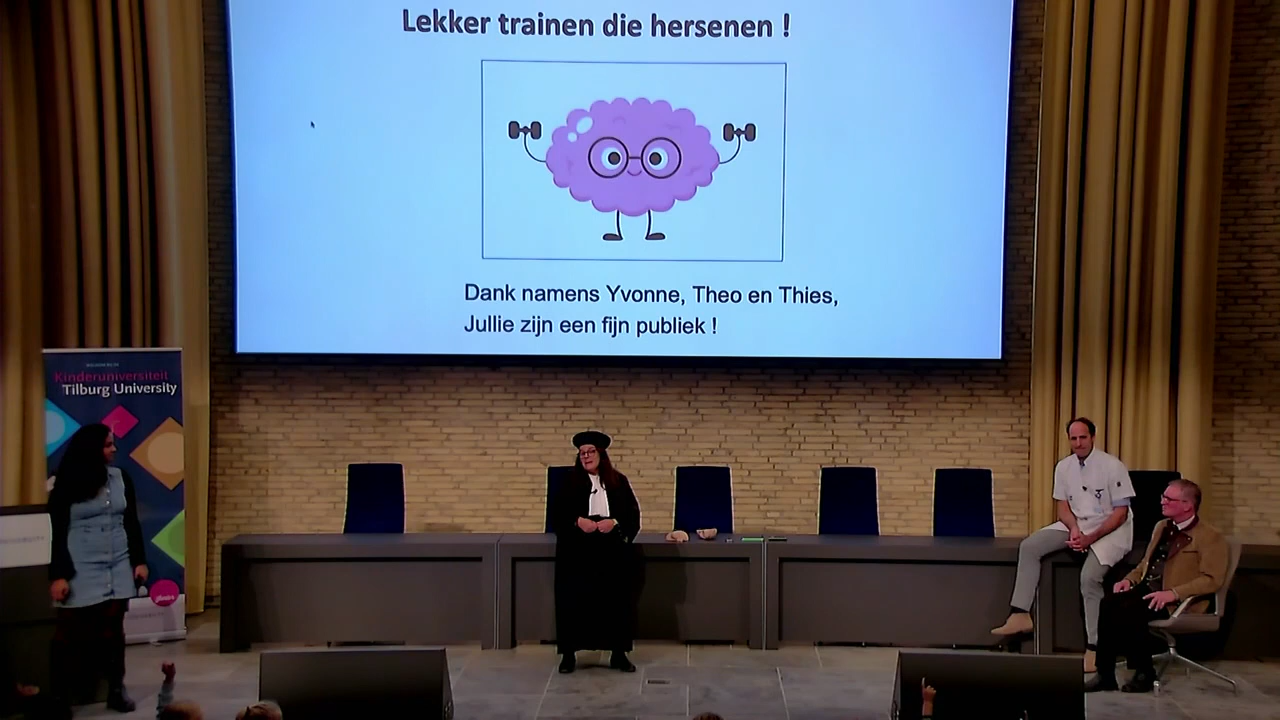 Lekker trainen die hersenen !
Dank namens Yvonne, Theo en Thies,
Jullie zijn een fijn publiek !
Kinderuniversiteit
Tilburg University